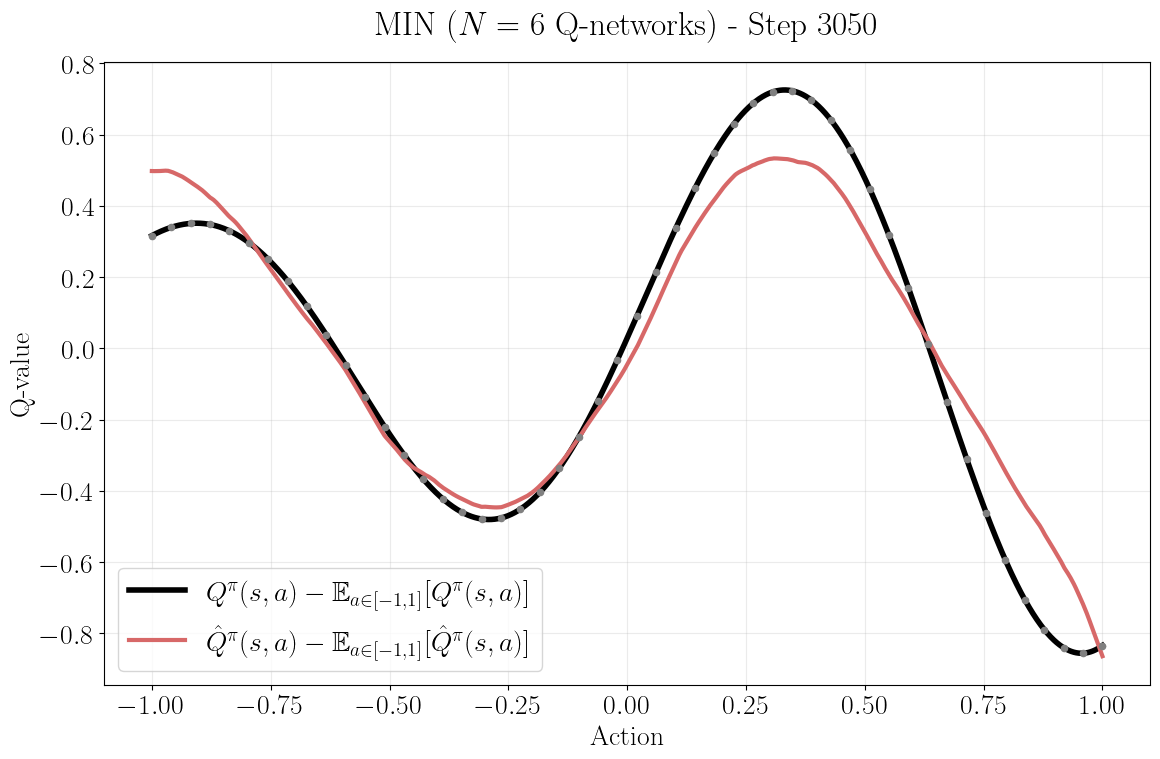 MIN (N = 6 Q-networks) - Step 3050
0.8
0.6
0.4
0.2
0.0
−0.2
−0.4
−0.6
−0.8
Q-value
Q^π(s, a) − 𝔼_{a∈[−1,1]}[Q^π(s, a)]
Q̂^π(s, a) − 𝔼_{a∈[−1,1]}[Q̂^π(s, a)]
−1.00 −0.75 −0.50 −0.25 0.00 0.25 0.50 0.75 1.00
Action